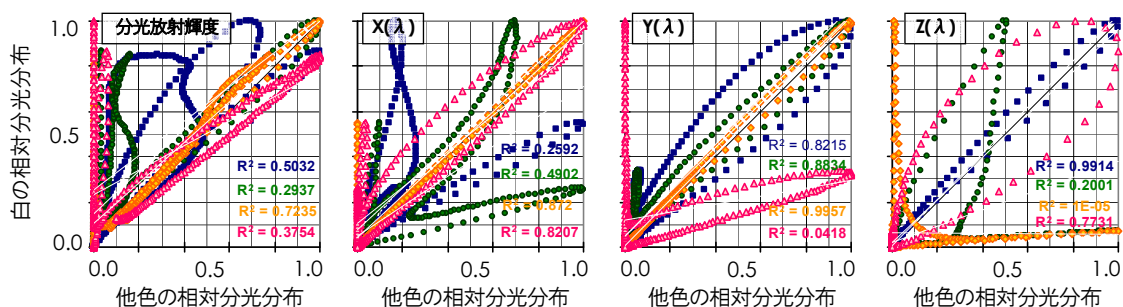 分光放射輝度
X(λ)
Y(λ)
Z(λ)
白の相対分光分布
1.0
0.5
0.0
R² = 0.5032
R² = 0.2937
R² = 0.7235
R² = 0.3754
R² = 0.2592
R² = 0.4902
R² = 0.872
R² = 0.8207
R² = 0.8215
R² = 0.8834
R² = 0.9957
R² = 0.0418
R² = 0.9914
R² = 0.2001
R² = 1E-05
R² = 0.7731
0.0 0.5 1.0
0.0 0.5 1.0
0.0 0.5 1.0
0.0 0.5 1.0
他色の相対分光分布
他色の相対分光分布
他色の相対分光分布
他色の相対分光分布